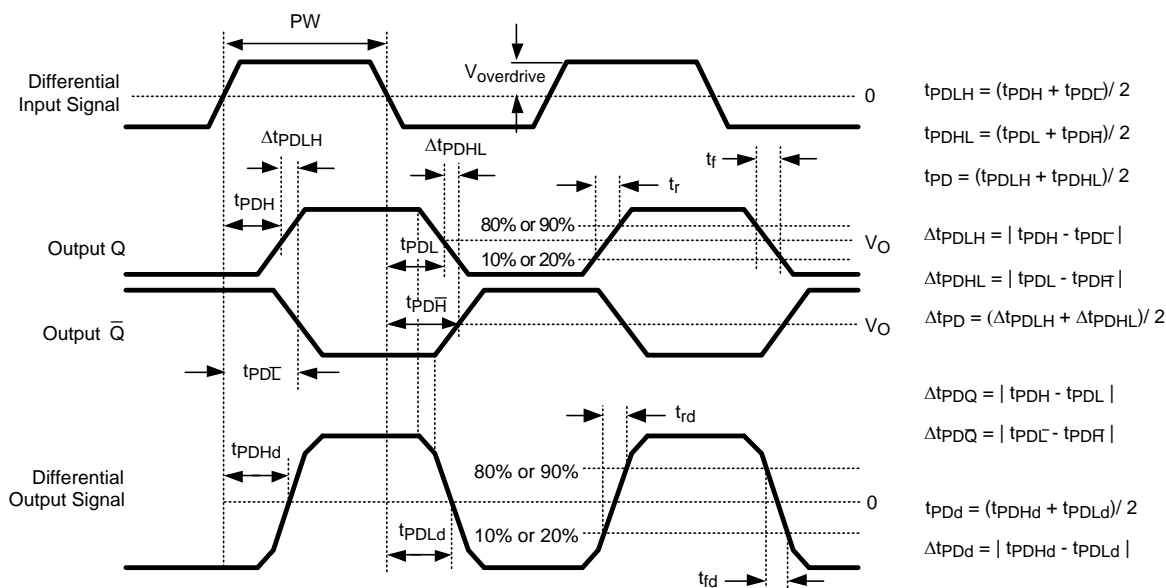 PW
Differential
Input Signal
Voverdrive
0
tPDLH = (tPDH + tPDL̅)/ 2
ΔtPDLH
ΔtPDHL
tf
tPDHL = (tPDL + tPDH̅)/ 2
tPDH
tr
tPD = (tPDLH + tPDHL)/ 2
80% or 90%
Output Q
tPDL
VO
ΔtPDLH = | tPDH - tPDL̅ |
10% or 20%
ΔtPDHL = | tPDL - tPDH̅ |
tPDH̅
Output Q̅
VO
ΔtPD = (ΔtPDLH + ΔtPDHL)/ 2
tPDL̅
ΔtPDQ = | tPDH - tPDL |
trd
ΔtPDQ̅ = | tPDL̅ - tPDH̅ |
tPDHd
80% or 90%
Differential
Output Signal
0
tPDd = (tPDHd + tPDLd)/ 2
tPDLd
10% or 20%
ΔtPDd = | tPDHd - tPDLd |
tfd